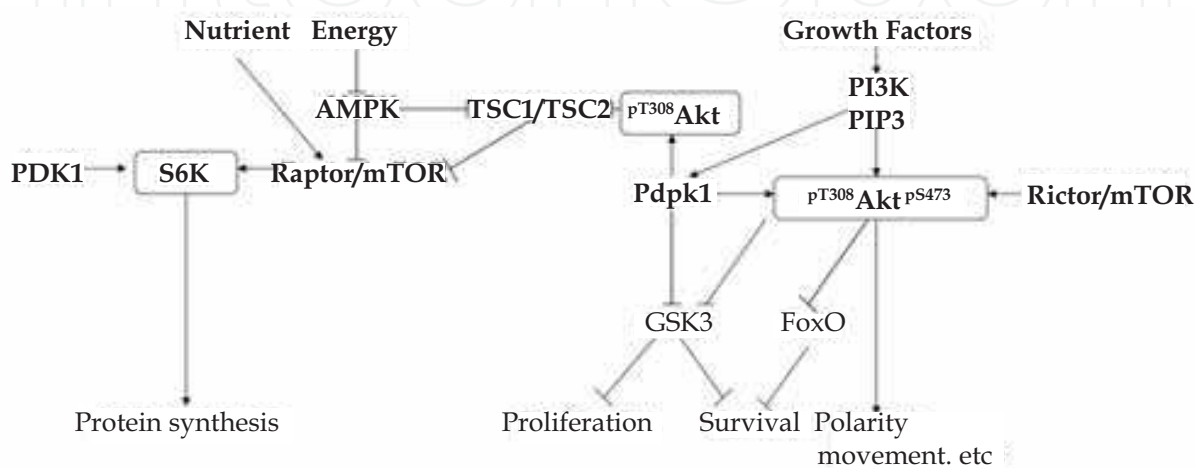 Nutrient Energy
Growth Factors
PI3K
PIP3
AMPK
TSC1/TSC2
pT308Akt
PDK1
S6K
Raptor/mTOR
Pdpk1
pT308Akt pS473
Rictor/mTOR
GSK3
FoxO
Protein synthesis
Proliferation
Survival
Polarity
movement. etc